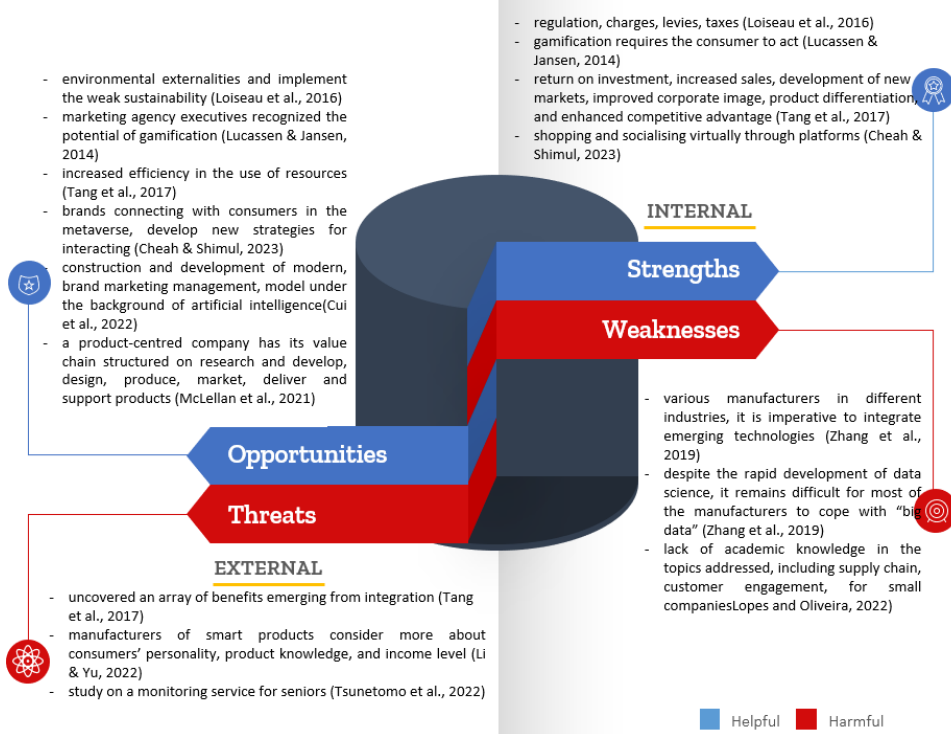 - regulation, charges, levies, taxes (Loiseau et al., 2016)
- gamification requires the consumer to act (Lucassen &
Jansen, 2014)
- return on investment, increased sales, development of new
markets, improved corporate image, product differentiation,
and enhanced competitive advantage (Tang et al., 2017)
- shopping and socialising virtually through platforms (Cheah &
Shimul, 2023)
- environmental externalities and implement
the weak sustainability (Loiseau et al., 2016)
- marketing agency executives recognized the
potential of gamification (Lucassen & Jansen,
2014)
- increased efficiency in the use of resources
(Tang et al., 2017)
- brands connecting with consumers in the
metaverse, develop new strategies for
interacting (Cheah & Shimul, 2023)
- construction and development of modern,
brand marketing management, model under
the background of artificial intelligence(Cui
et al., 2022)
- a product-centred company has its value
chain structured on research and develop,
design, produce, market, deliver and
support products (McLellan et al., 2021)
INTERNAL
Strengths
Weaknesses
- various manufacturers in different
industries, it is imperative to integrate
emerging technologies (Zhang et al.,
2019)
- despite the rapid development of data
science, it remains difficult for most of
the manufacturers to cope with “big
data” (Zhang et al., 2019)
- lack of academic knowledge in the
topics addressed, including supply chain,
customer engagement, for small
companiesLopes and Oliveira, 2022)
Opportunities
Threats
EXTERNAL
- uncovered an array of benefits emerging from integration (Tang
et al., 2017)
- manufacturers of smart products consider more about
consumers’ personality, product knowledge, and income level (Li
& Yu, 2022)
- study on a monitoring service for seniors (Tsunetomo et al., 2022)
Helpful
Harmful